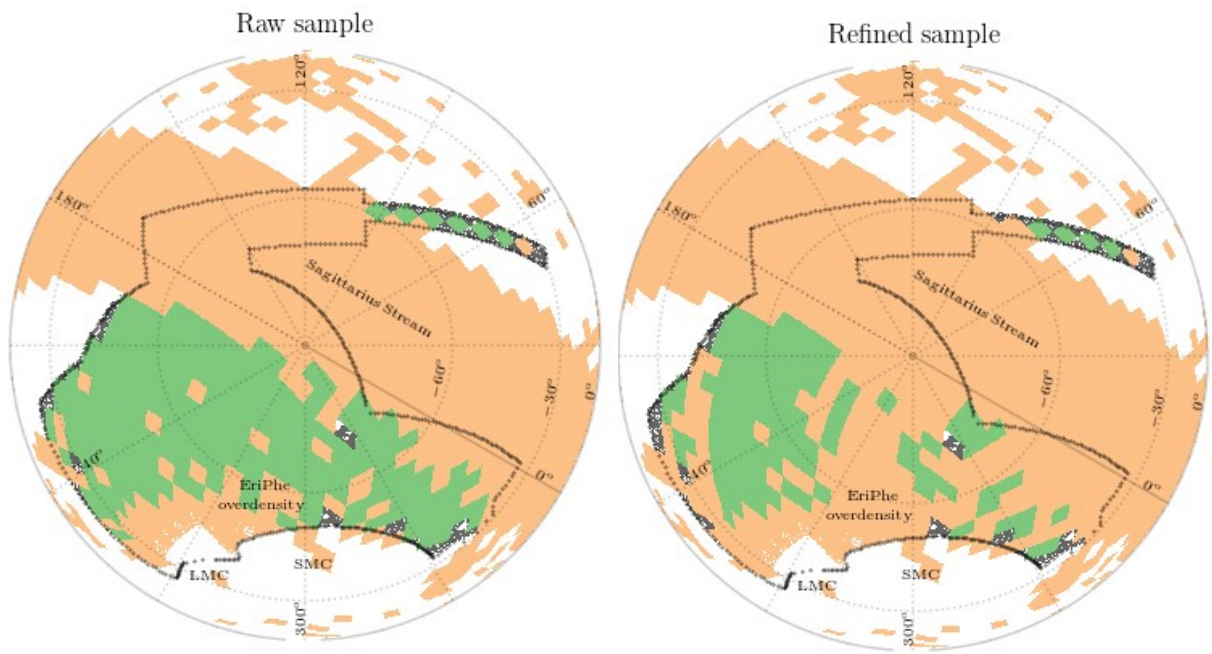 Raw sample
120°
180°
60°
Sagittarius Stream
−60°
−30°
0°
0°
EriPhe
overdensity
LMC
SMC
300°
Refined sample
120°
180°
60°
Sagittarius Stream
−60°
−30°
0°
0°
EriPhe
overdensity
LMC
SMC
300°